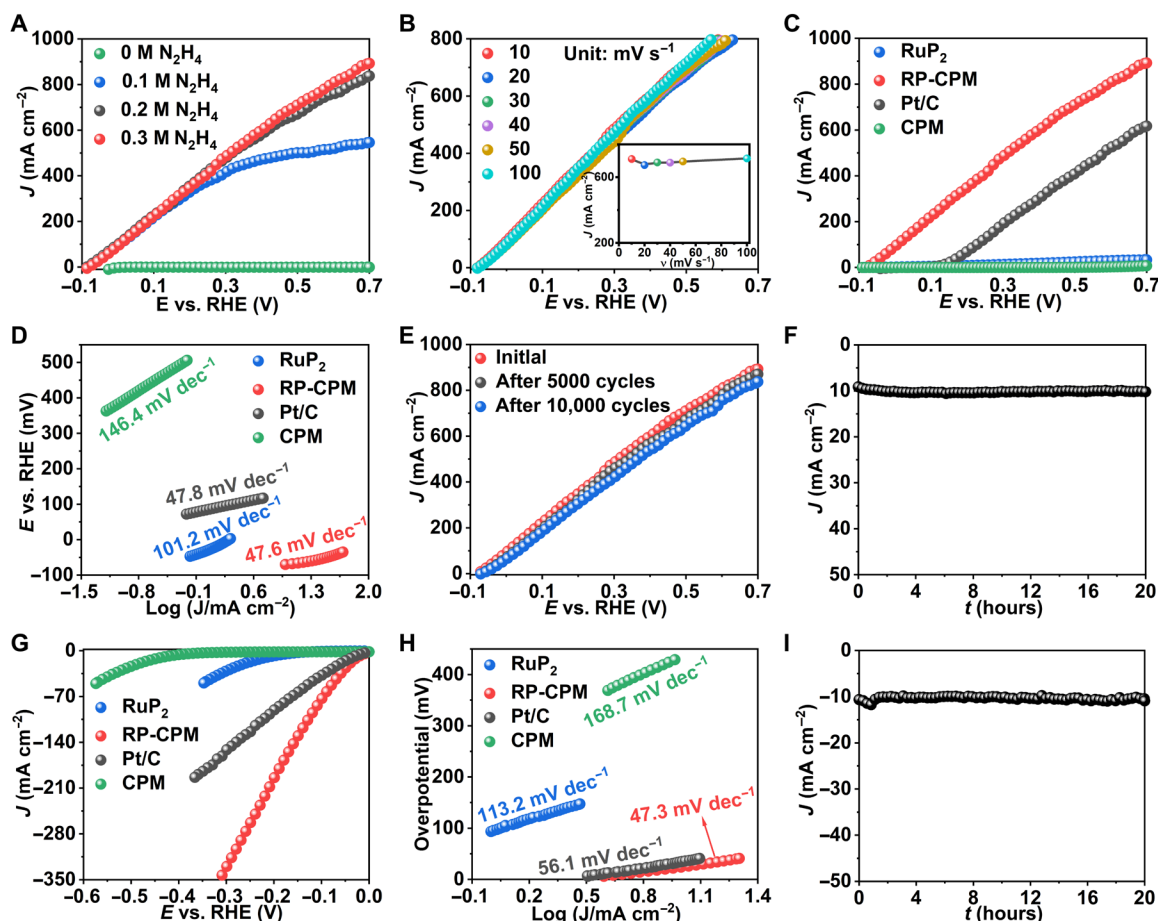 A
1000
800
600
400
200
0
J (mA cm⁻²)
0 M N₂H₄
0.1 M N₂H₄
0.2 M N₂H₄
0.3 M N₂H₄
−0.1 0.1 0.3 0.5 0.7
E vs. RHE (V)
B
800
600
400
200
0
J (mA cm⁻²)
Unit: mV s⁻¹
10
20
30
40
50
100
600
200
J (mA cm⁻²)
0 20 40 60 80 100
ν (mV s⁻¹)
−0.1 0.1 0.3 0.5 0.7
E vs. RHE (V)
C
1000
800
600
400
200
0
J (mA cm⁻²)
RuP₂
RP-CPM
Pt/C
CPM
−0.1 0.1 0.3 0.5 0.7
E vs. RHE (V)
D
500
400
300
200
100
0
−100
E vs. RHE (mV)
146.4 mV dec⁻¹
RuP₂
RP-CPM
Pt/C
CPM
47.8 mV dec⁻¹
101.2 mV dec⁻¹
47.6 mV dec⁻¹
−1.5 −0.8 −0.1 0.6 1.3 2.0
Log (J/mA cm⁻²)
E
1000
800
600
400
200
0
J (mA cm⁻²)
InitIal
After 5000 cycles
After 10,000 cycles
−0.1 0.1 0.3 0.5 0.7
E vs. RHE (V)
F
0
10
20
30
40
50
J (mA cm⁻²)
0 4 8 12 16 20
t (hours)
G
0
−70
−140
−210
−280
−350
J (mA cm⁻²)
RuP₂
RP-CPM
Pt/C
CPM
−0.6 −0.5 −0.4 −0.3 −0.2 −0.1 0.0
E vs. RHE (V)
H
400
300
200
100
0
Overpotential (mV)
RuP₂
RP-CPM
Pt/C
CPM
168.7 mV dec⁻¹
113.2 mV dec⁻¹
47.3 mV dec⁻¹
56.1 mV dec⁻¹
−0.1 0.2 0.5 0.8 1.1 1.4
Log (J/mA cm⁻²)
I
0
−10
−20
−30
−40
−50
J (mA cm⁻²)
0 4 8 12 16 20
t (hours)